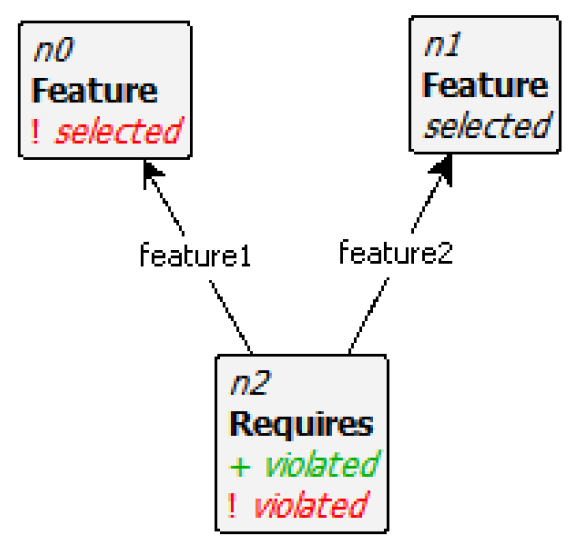 n0
Feature
! selected
n1
Feature
selected
feature1
feature2
n2
Requires
+ violated
! violated